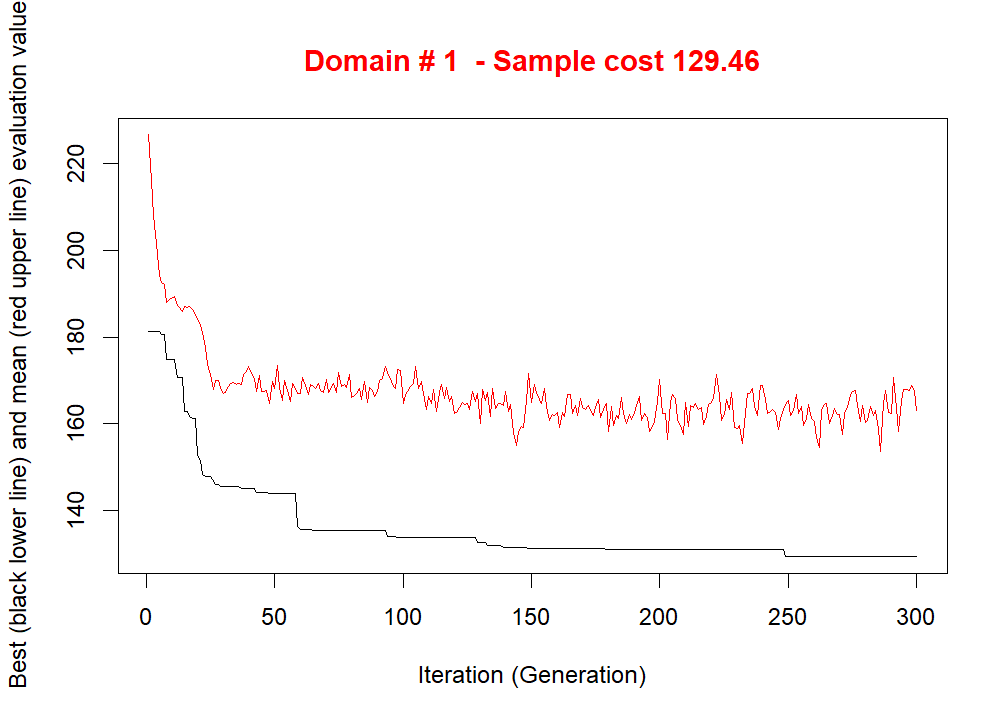 Domain # 1  - Sample cost 129.46
Best (black lower line) and mean (red upper line) evaluation value
220
200
180
160
140
0 50 100 150 200 250 300
Iteration (Generation)